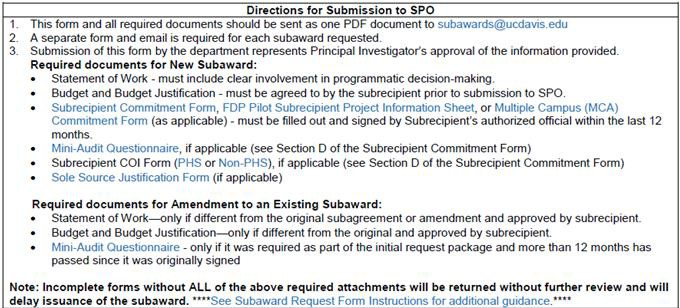 Directions for Submission to SPO
1. This form and all required documents should be sent as one PDF document to subawards@ucdavis.edu
2. A separate form and email is required for each subaward requested.
3. Submission of this form by the department represents Principal Investigator's approval of the information provided.
Required documents for New Subaward:
• Statement of Work - must include clear involvement in programmatic decision-making.
• Budget and Budget Justification - must be agreed to by the subrecipient prior to submission to SPO.
• Subrecipient Commitment Form, FDP Pilot Subrecipient Project Information Sheet, or Multiple Campus (MCA)
Commitment Form (as applicable) - must be filled out and signed by Subrecipient's authorized official within the last 12
months.
• Mini-Audit Questionnaire, if applicable (see Section D of the Subrecipient Commitment Form)
• Subrecipient COI Form (PHS or Non-PHS), if applicable (see Section D of the Subrecipient Commitment Form)
• Sole Source Justification Form (if applicable)
Required documents for Amendment to an Existing Subaward:
• Statement of Work—only if different from the original subagreement or amendment and approved by subrecipient.
• Budget and Budget Justification—only if different from the original and approved by subrecipient.
• Mini-Audit Questionnaire - only if it was required as part of the initial request package and more than 12 months has
passed since it was originally signed
Note: Incomplete forms without ALL of the above required attachments will be returned without further review and will
delay issuance of the subaward. ****See Subaward Request Form Instructions for additional guidance.****